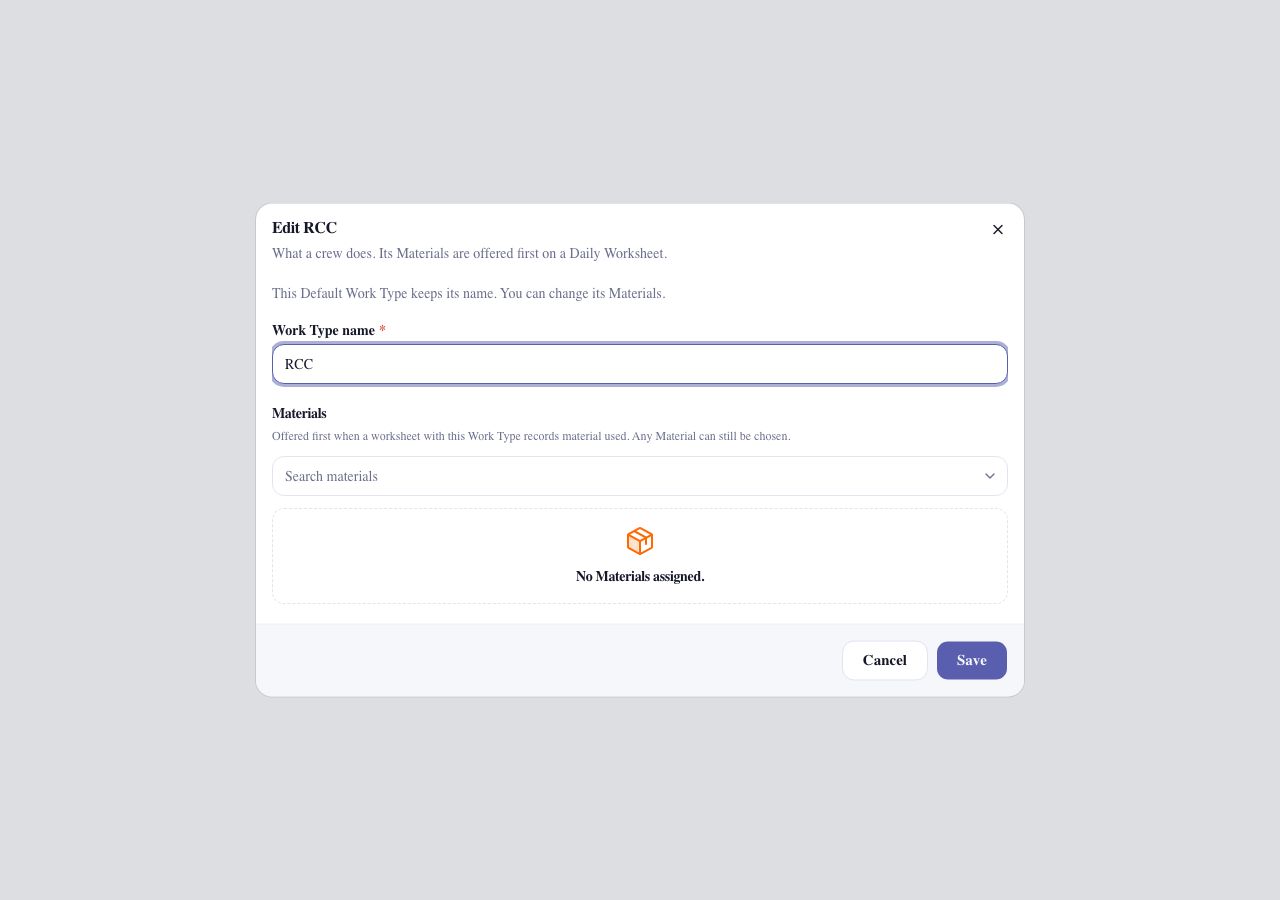 Edit RCC
What a crew does. Its Materials are offered first on a Daily Worksheet.
This Default Work Type keeps its name. You can change its Materials.
Work Type name *
RCC
Materials
Offered first when a worksheet with this Work Type records material used. Any Material can still be chosen.
Search materials
No Materials assigned.
Cancel
Save